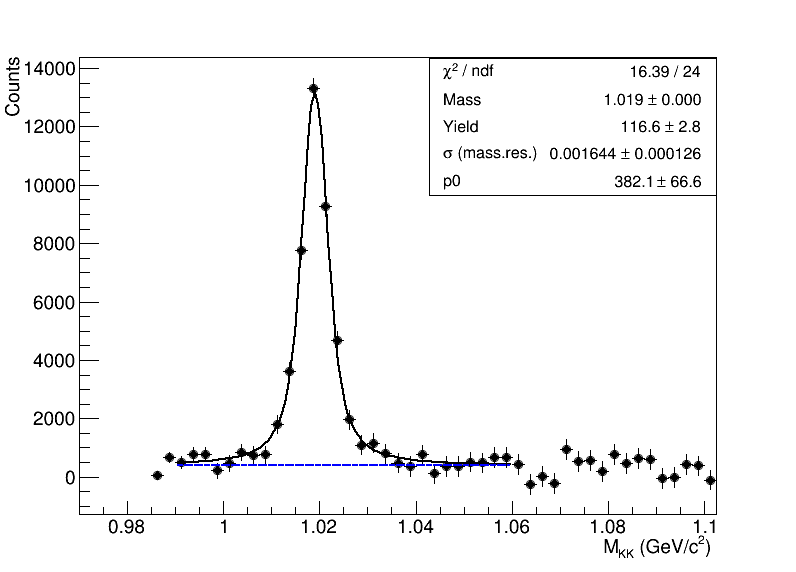 Counts
14000
12000
10000
8000
6000
4000
2000
0
χ² / ndf 16.39 / 24
Mass 1.019 ± 0.000
Yield 116.6 ± 2.8
σ (mass.res.) 0.001644 ± 0.000126
p0 382.1 ± 66.6
0.98 1 1.02 1.04 1.06 1.08 1.1
M_KK (GeV/c²)